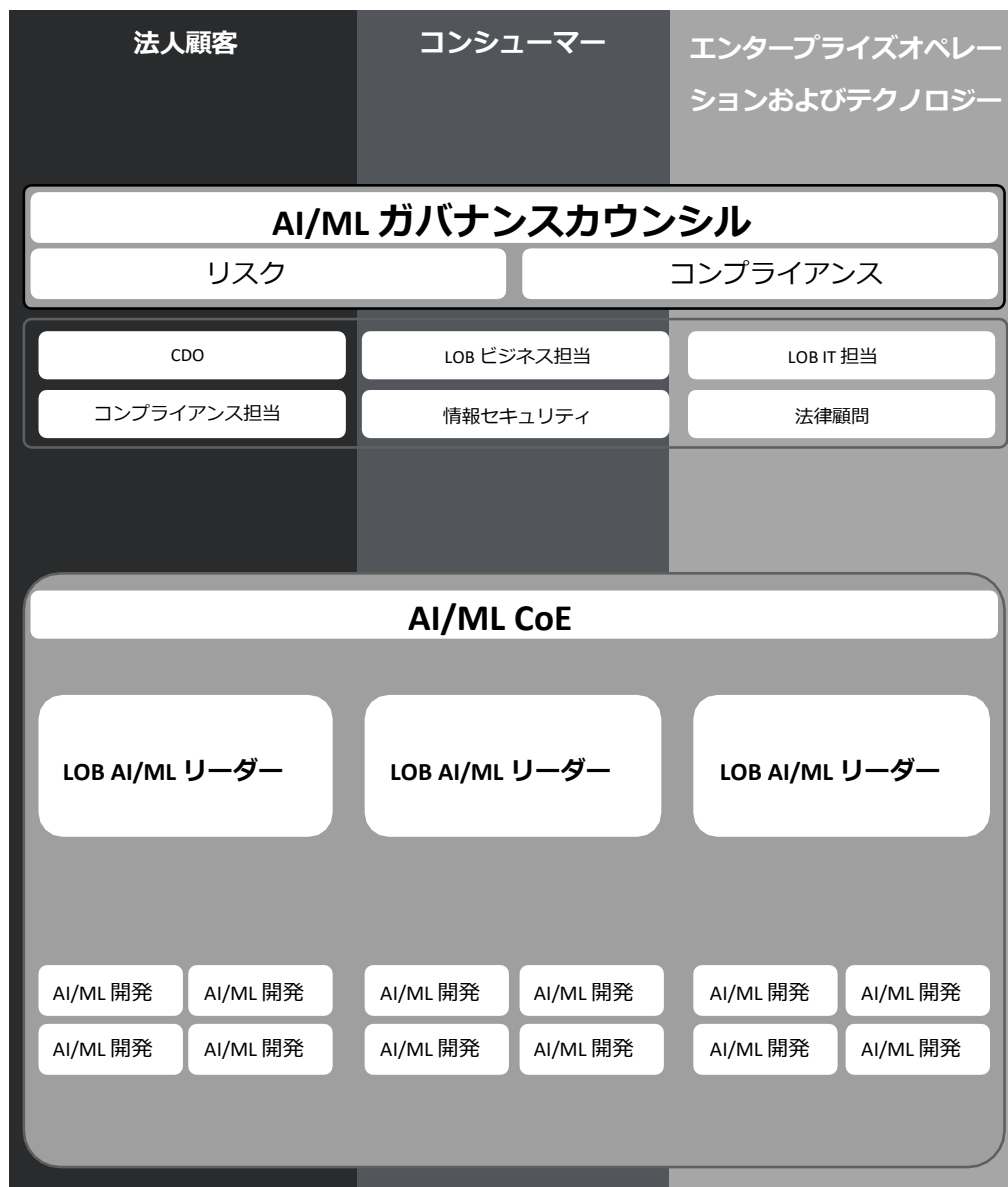 法人顧客
コンシューマー
エンタープライズオペレー
ションおよびテクノロジー
AI/ML ガバナンスカウンシル
リスク
コンプライアンス
CDO
LOB ビジネス担当
LOB IT 担当
コンプライアンス担当
情報セキュリティ
法律顧問
AI/ML CoE
LOB AI/ML リーダー
LOB AI/ML リーダー
LOB AI/ML リーダー
AI/ML 開発
AI/ML 開発
AI/ML 開発
AI/ML 開発
AI/ML 開発
AI/ML 開発
AI/ML 開発
AI/ML 開発
AI/ML 開発
AI/ML 開発
AI/ML 開発
AI/ML 開発